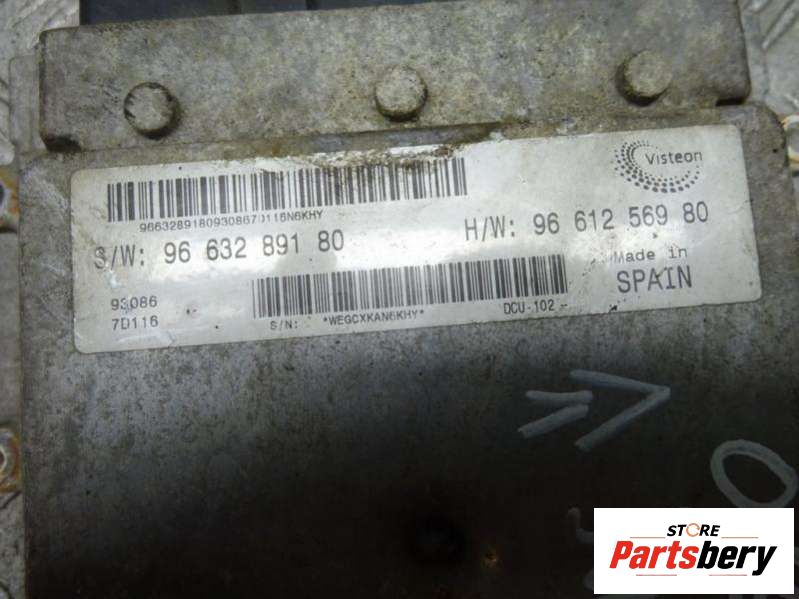 Visteon
9663289180930867D116N6KHY
S/W: 96 632 891 80
H/W: 96 612 569 80
Made in
SPAIN
93086
7D116
S/N: *WEGCXKAN6KHY*
DCU-102
STORE
Partsbery